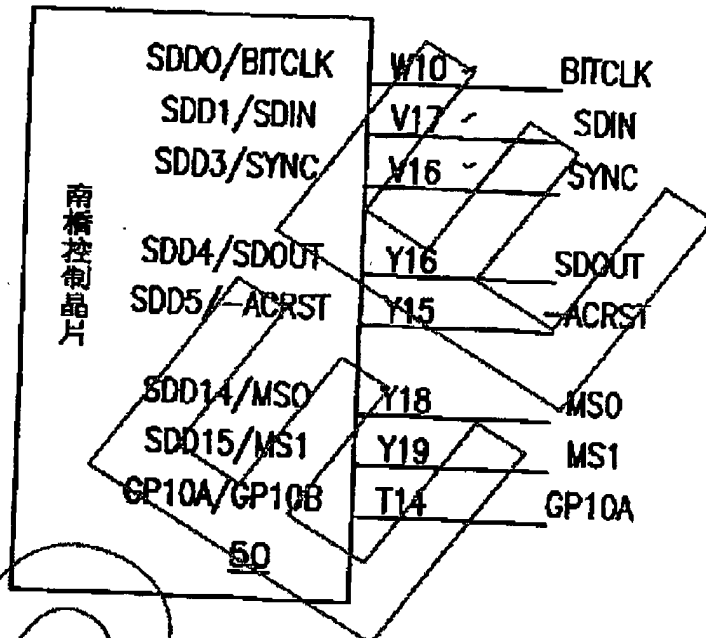 SDD0/BITCLK W10 BITCLK
SDD1/SDIN V17 SDIN
SDD3/SYNC V16 SYNC
南橋控制晶片
SDD4/SDOUT Y16 SDOUT
SDD5/-ACRST Y15 -ACRST
SDD14/MS0 Y18 MS0
SDD15/MS1 Y19 MS1
GP10A/GP10B T14 GP10A
50